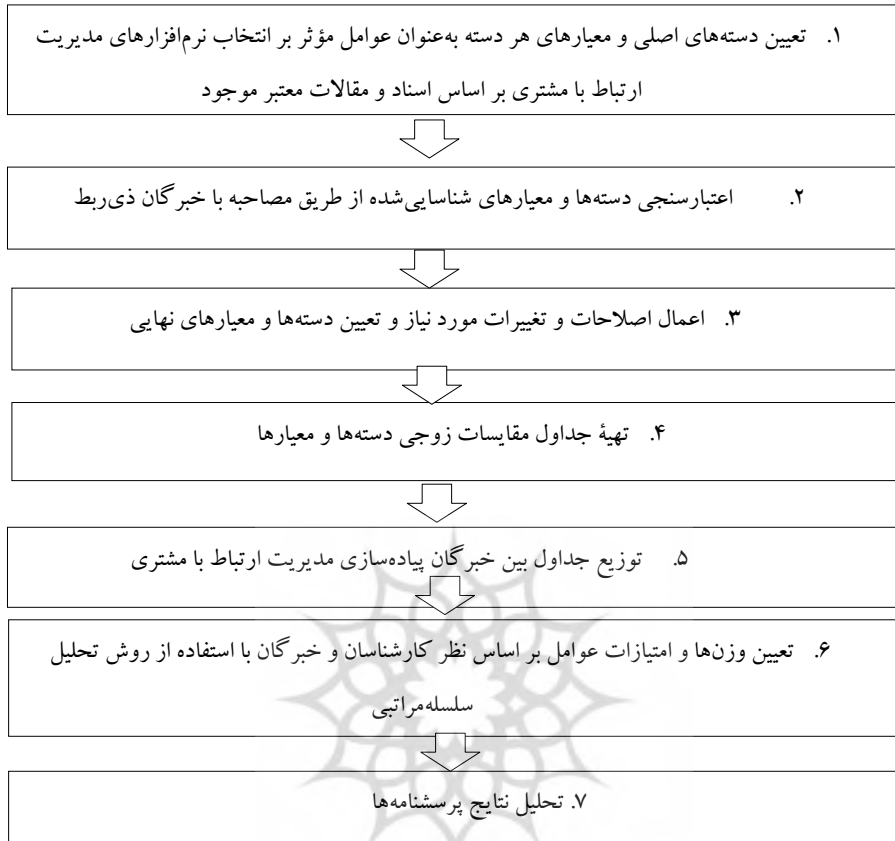 ۱. تعیین دسته‌های اصلی و معیارهای هر دسته به‌عنوان عوامل مؤثر بر انتخاب نرم‌افزارهای مدیریت
ارتباط با مشتری بر اساس اسناد و مقالات معتبر موجود
۲. اعتبارسنجی دسته‌ها و معیارهای شناسایی‌شده از طریق مصاحبه با خبرگان ذی‌ربط
۳. اعمال اصلاحات و تغییرات مورد نیاز و تعیین دسته‌ها و معیارهای نهایی
۴. تهیۀ جداول مقایسات زوجی دسته‌ها و معیارها
۵. توزیع جداول بین خبرگان پیاده‌سازی مدیریت ارتباط با مشتری
۶. تعیین وزن‌ها و امتیازات عوامل بر اساس نظر کارشناسان و خبرگان با استفاده از روش تحلیل
سلسله‌مراتبی
۷. تحلیل نتایج پرسشنامه‌ها